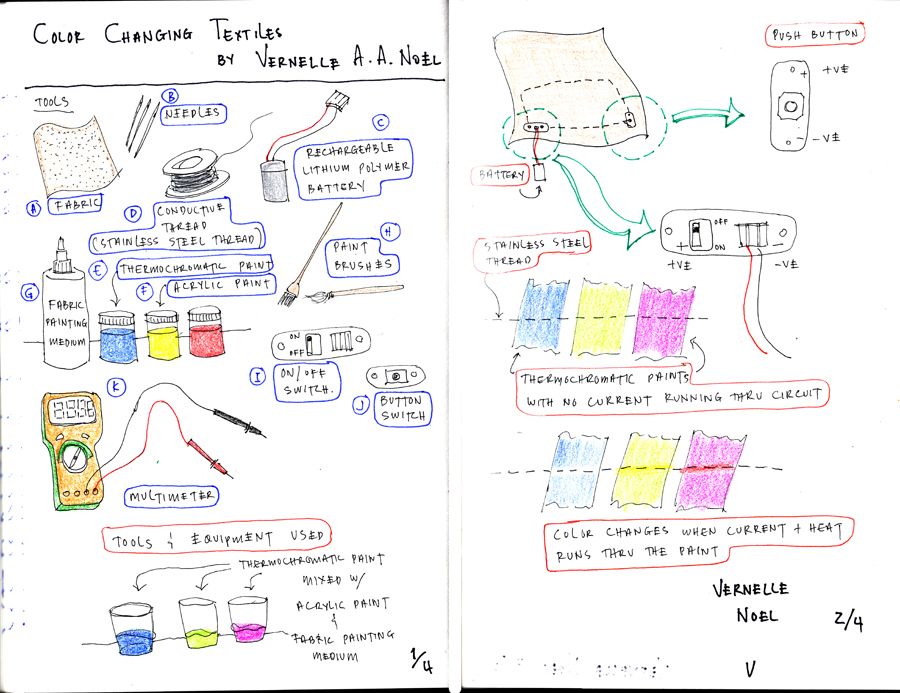 COLOR CHANGING TEXTILES
BY VERNELLE A.A. NOEL
TOOLS
B
NEEDLES
A
FABRIC
C
RECHARGEABLE
LITHIUM POLYMER
BATTERY
D
CONDUCTIVE
THREAD
(STAINLESS STEEL THREAD)
E
THERMOCHROMATIC PAINT
F
ACRYLIC PAINT
G
FABRIC
PAINTING
MEDIUM
H
PAINT
BRUSHES
ON
OFF
I
ON/OFF
SWITCH.
J
BUTTON
SWITCH
K
MULTIMETER
TOOLS & EQUIPMENT USED
THERMOCHROMATIC PAINT
MIXED W/
ACRYLIC PAINT
&
FABRIC PAINTING
MEDIUM
1/4
PUSH BUTTON
+ +VE
- -VE
BATTERY
OFF
ON
+ -
+VE -VE
STAINLESS STEEL
THREAD
THERMOCHROMATIC PAINTS
WITH NO CURRENT RUNNING THRU CIRCUIT
COLOR CHANGES WHEN CURRENT + HEAT
RUNS THRU THE PAINT
VERNELLE
NOEL
2/4
V